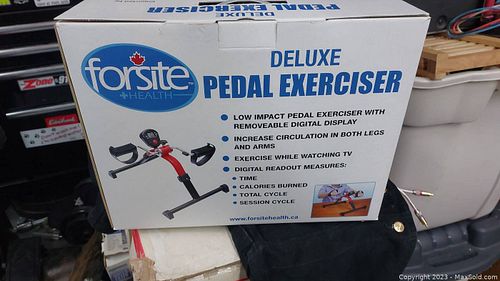 DELUXE
PEDAL EXERCISER
forsite
HEALTH
DELUXE
PEDAL EXERCISER
LOW IMPACT PEDAL EXERCISER WITH
REMOVEABLE DIGITAL DISPLAY
INCREASE CIRCULATION IN BOTH LEGS
AND ARMS
EXERCISE WHILE WATCHING TV
DIGITAL READOUT MEASURES:
• TIME
• CALORIES BURNED
• TOTAL CYCLE
• SESSION CYCLE
www.forsitehealth.ca
Copyright 2023 - MaxSold.com